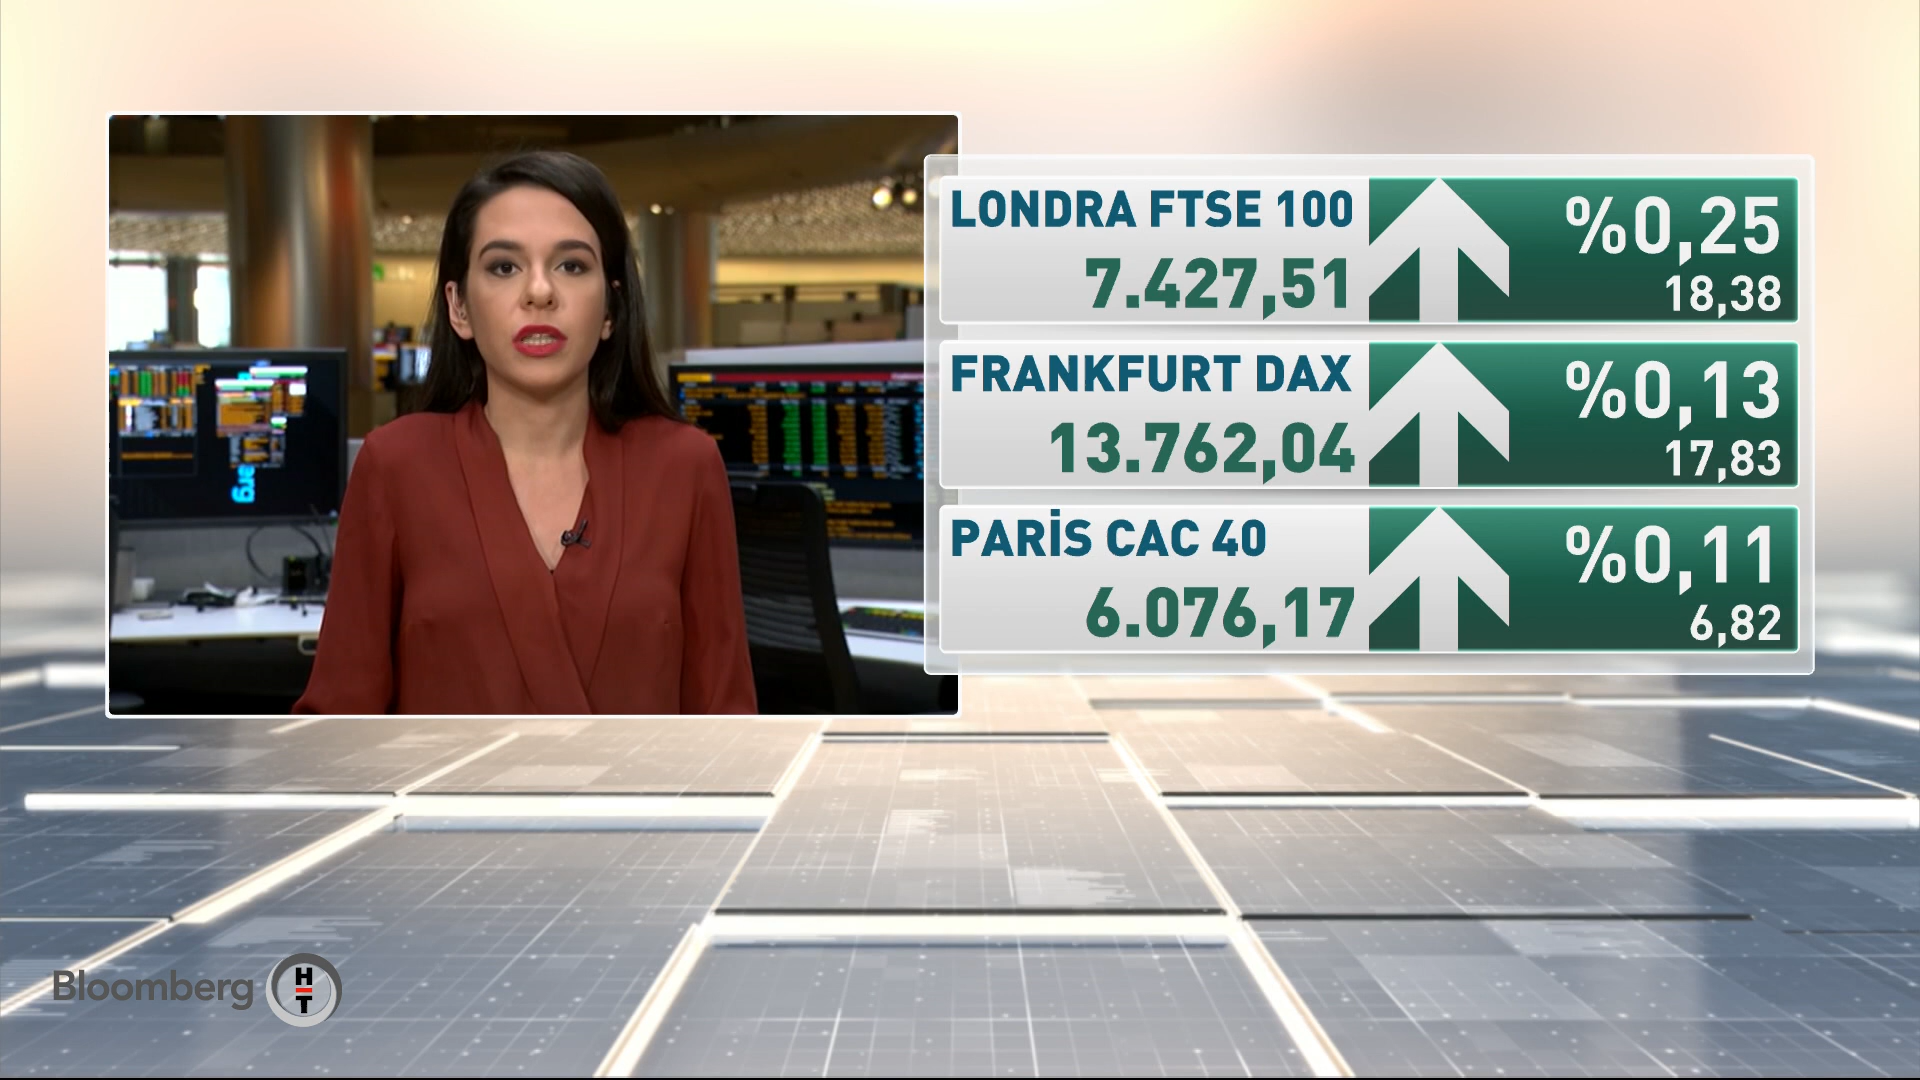 LONDRA FTSE 100
7.427,51
%0,25
18,38
FRANKFURT DAX
13.762,04
%0,13
17,83
PARİS CAC 40
6.076,17
%0,11
6,82
Bloomberg HT